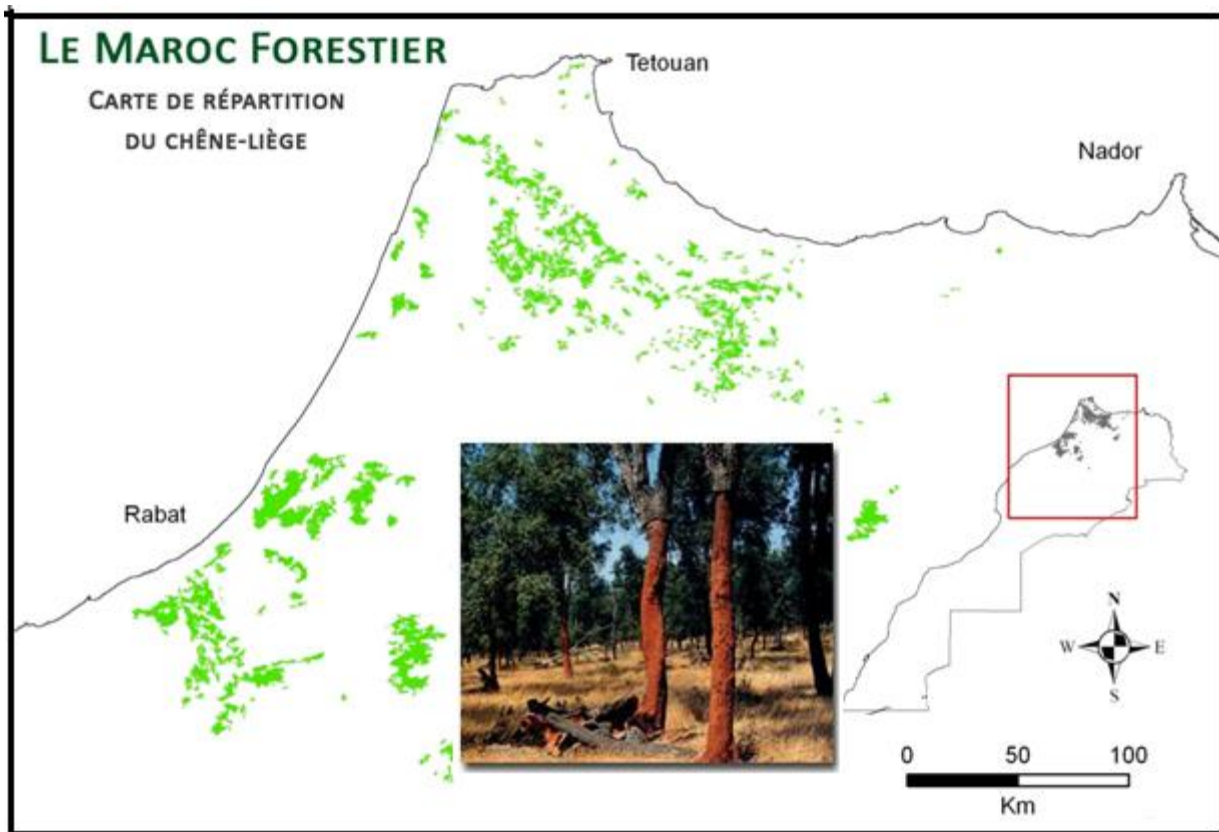 LE MAROC FORESTIER
CARTE DE RÉPARTITION
DU CHÊNE-LIÈGE
Tetouan
Nador
Rabat
N
W E
S
0 50 100
Km